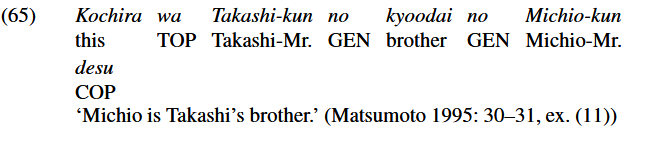 (65) Kochira wa Takashi-kun no kyoodai no Michio-kun
this TOP Takashi-Mr. GEN brother GEN Michio-Mr.
desu
COP
‘Michio is Takashi’s brother.’ (Matsumoto 1995: 30–31, ex. (11))